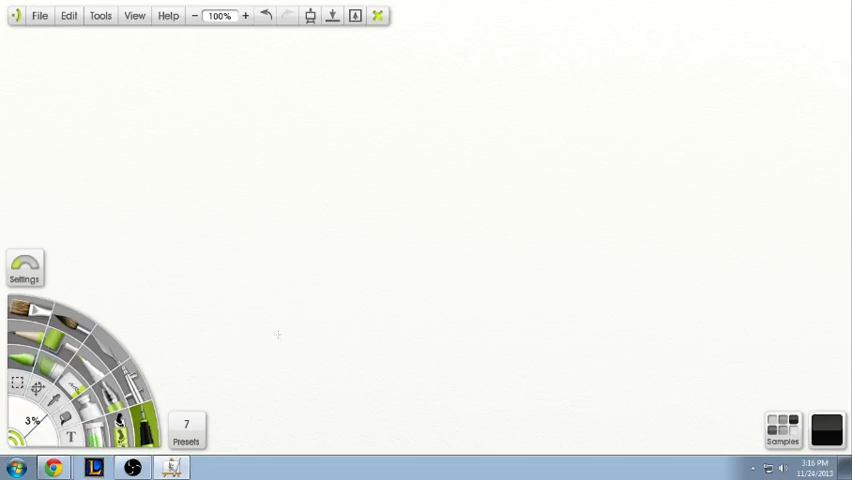 File Edit Tools View Help − 100% +
Settings
3%
T
7
Presets
Samples
L
3:16 PM
11/24/2013